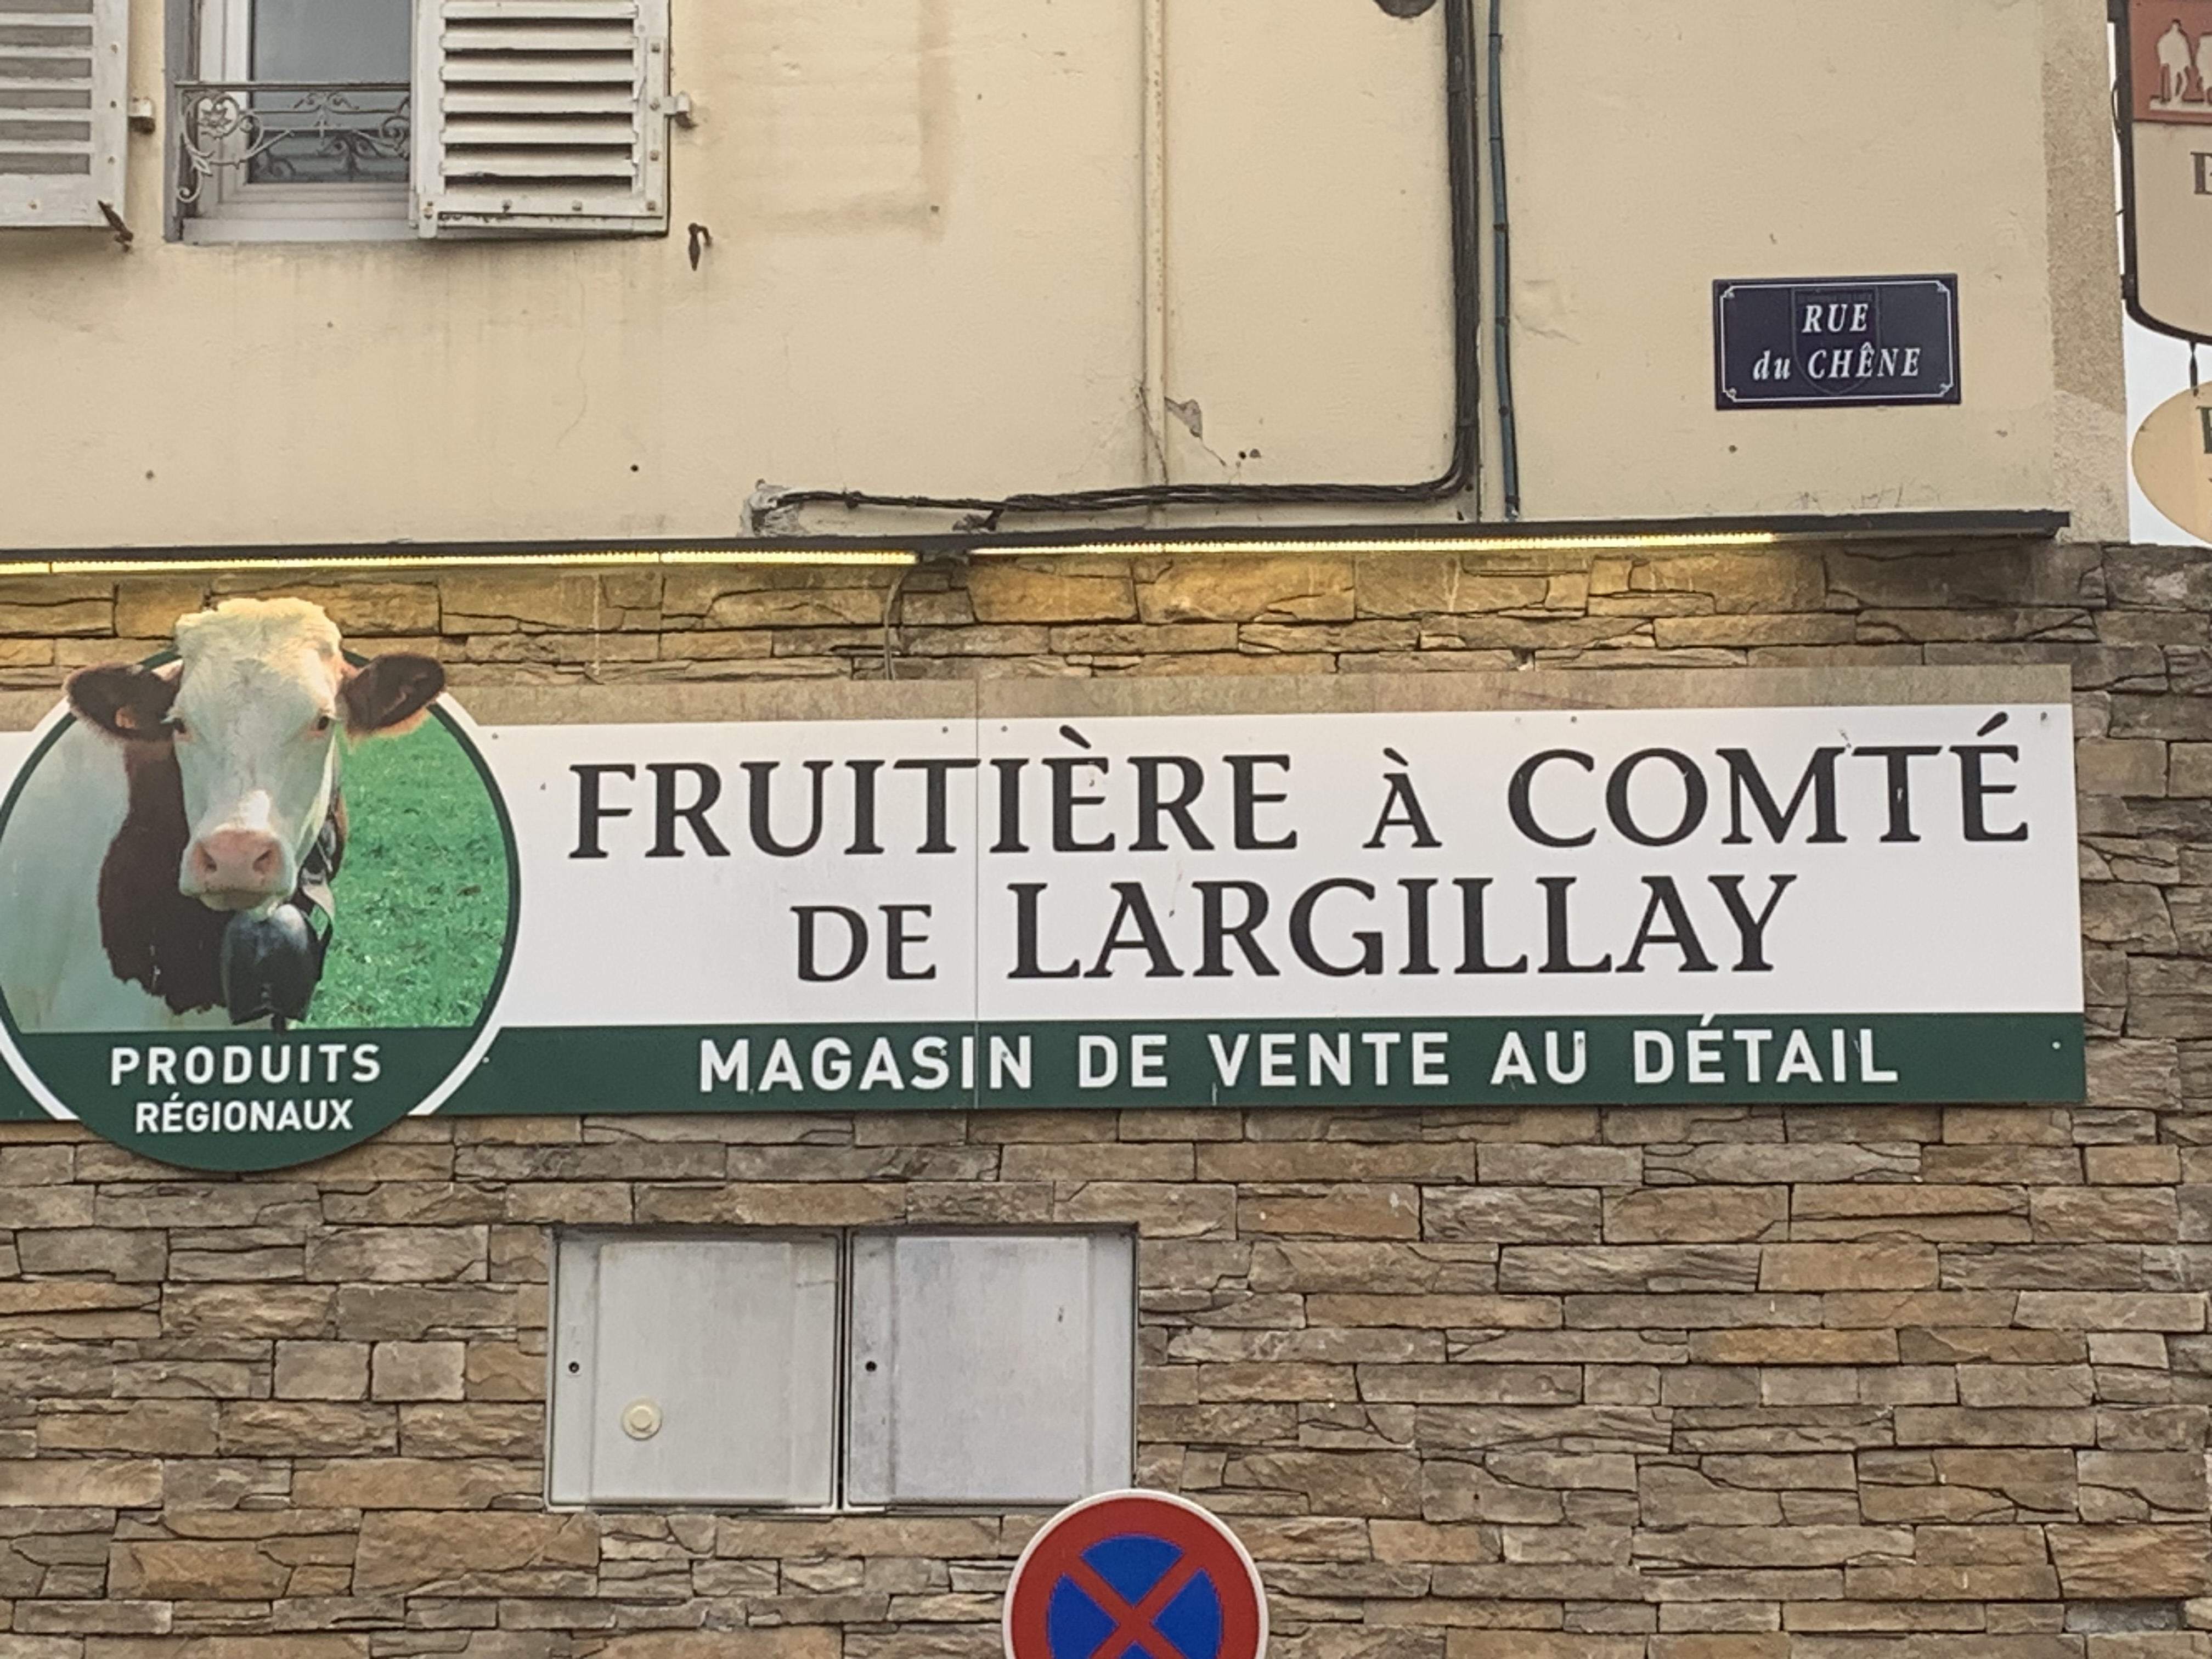 RUE
du CHÊNE
FRUITIÈRE À COMTÉ
DE LARGILLAY
MAGASIN DE VENTE AU DÉTAIL
PRODUITS
RÉGIONAUX